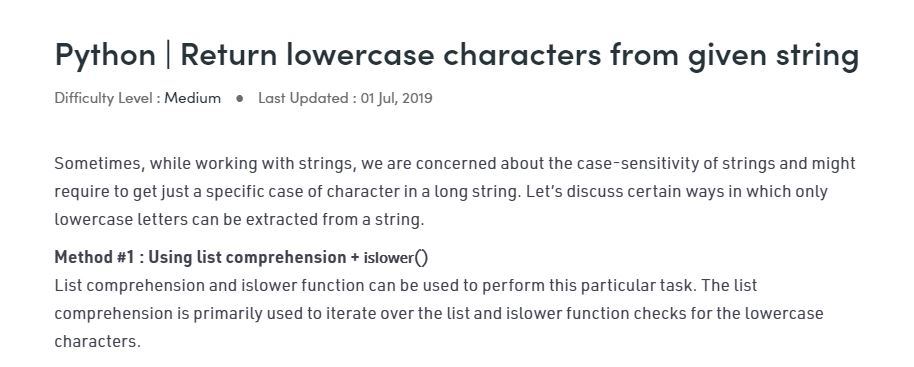 Python | Return lowercase characters from given string
Difficulty Level : Medium ● Last Updated : 01 Jul, 2019
Sometimes, while working with strings, we are concerned about the case-sensitivity of strings and might
require to get just a specific case of character in a long string. Let’s discuss certain ways in which only
lowercase letters can be extracted from a string.
Method #1 : Using list comprehension + islower()
List comprehension and islower function can be used to perform this particular task. The list
comprehension is primarily used to iterate over the list and islower function checks for the lowercase
characters.